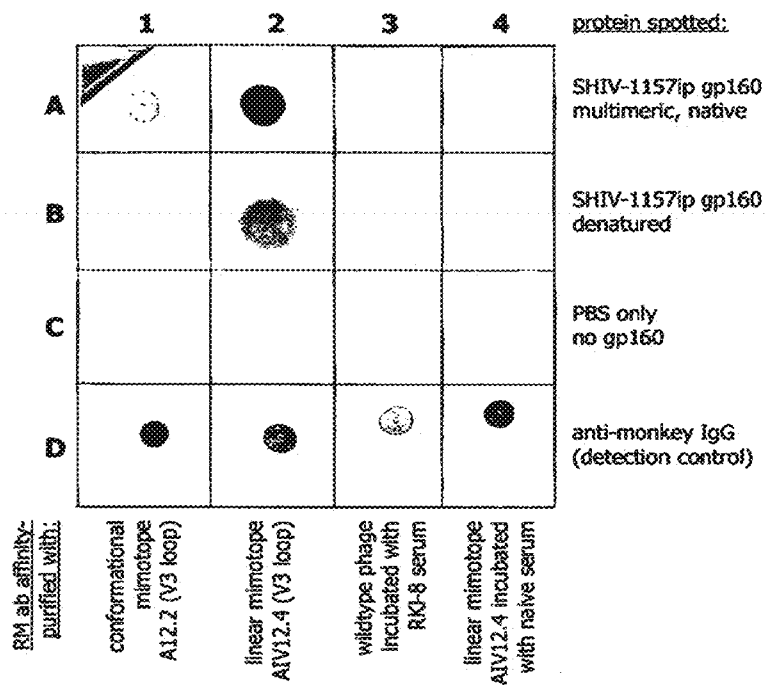 1 2 3 4 protein spotted:
A
SHIV-1157ip gp160
multimeric, native
B
SHIV-1157ip gp160
denatured
C
PBS only
no gp160
D
anti-monkey IgG
(detection control)
RM ab affinity-
purified with:
conformational
mimotope
A12.2 (V3 loop)
linear mimotope
AIV12.4 (V3 loop)
wildtype phage
incubated with
RKl-8 serum
linear mimotope
AIV12.4 incubated
with naive serum